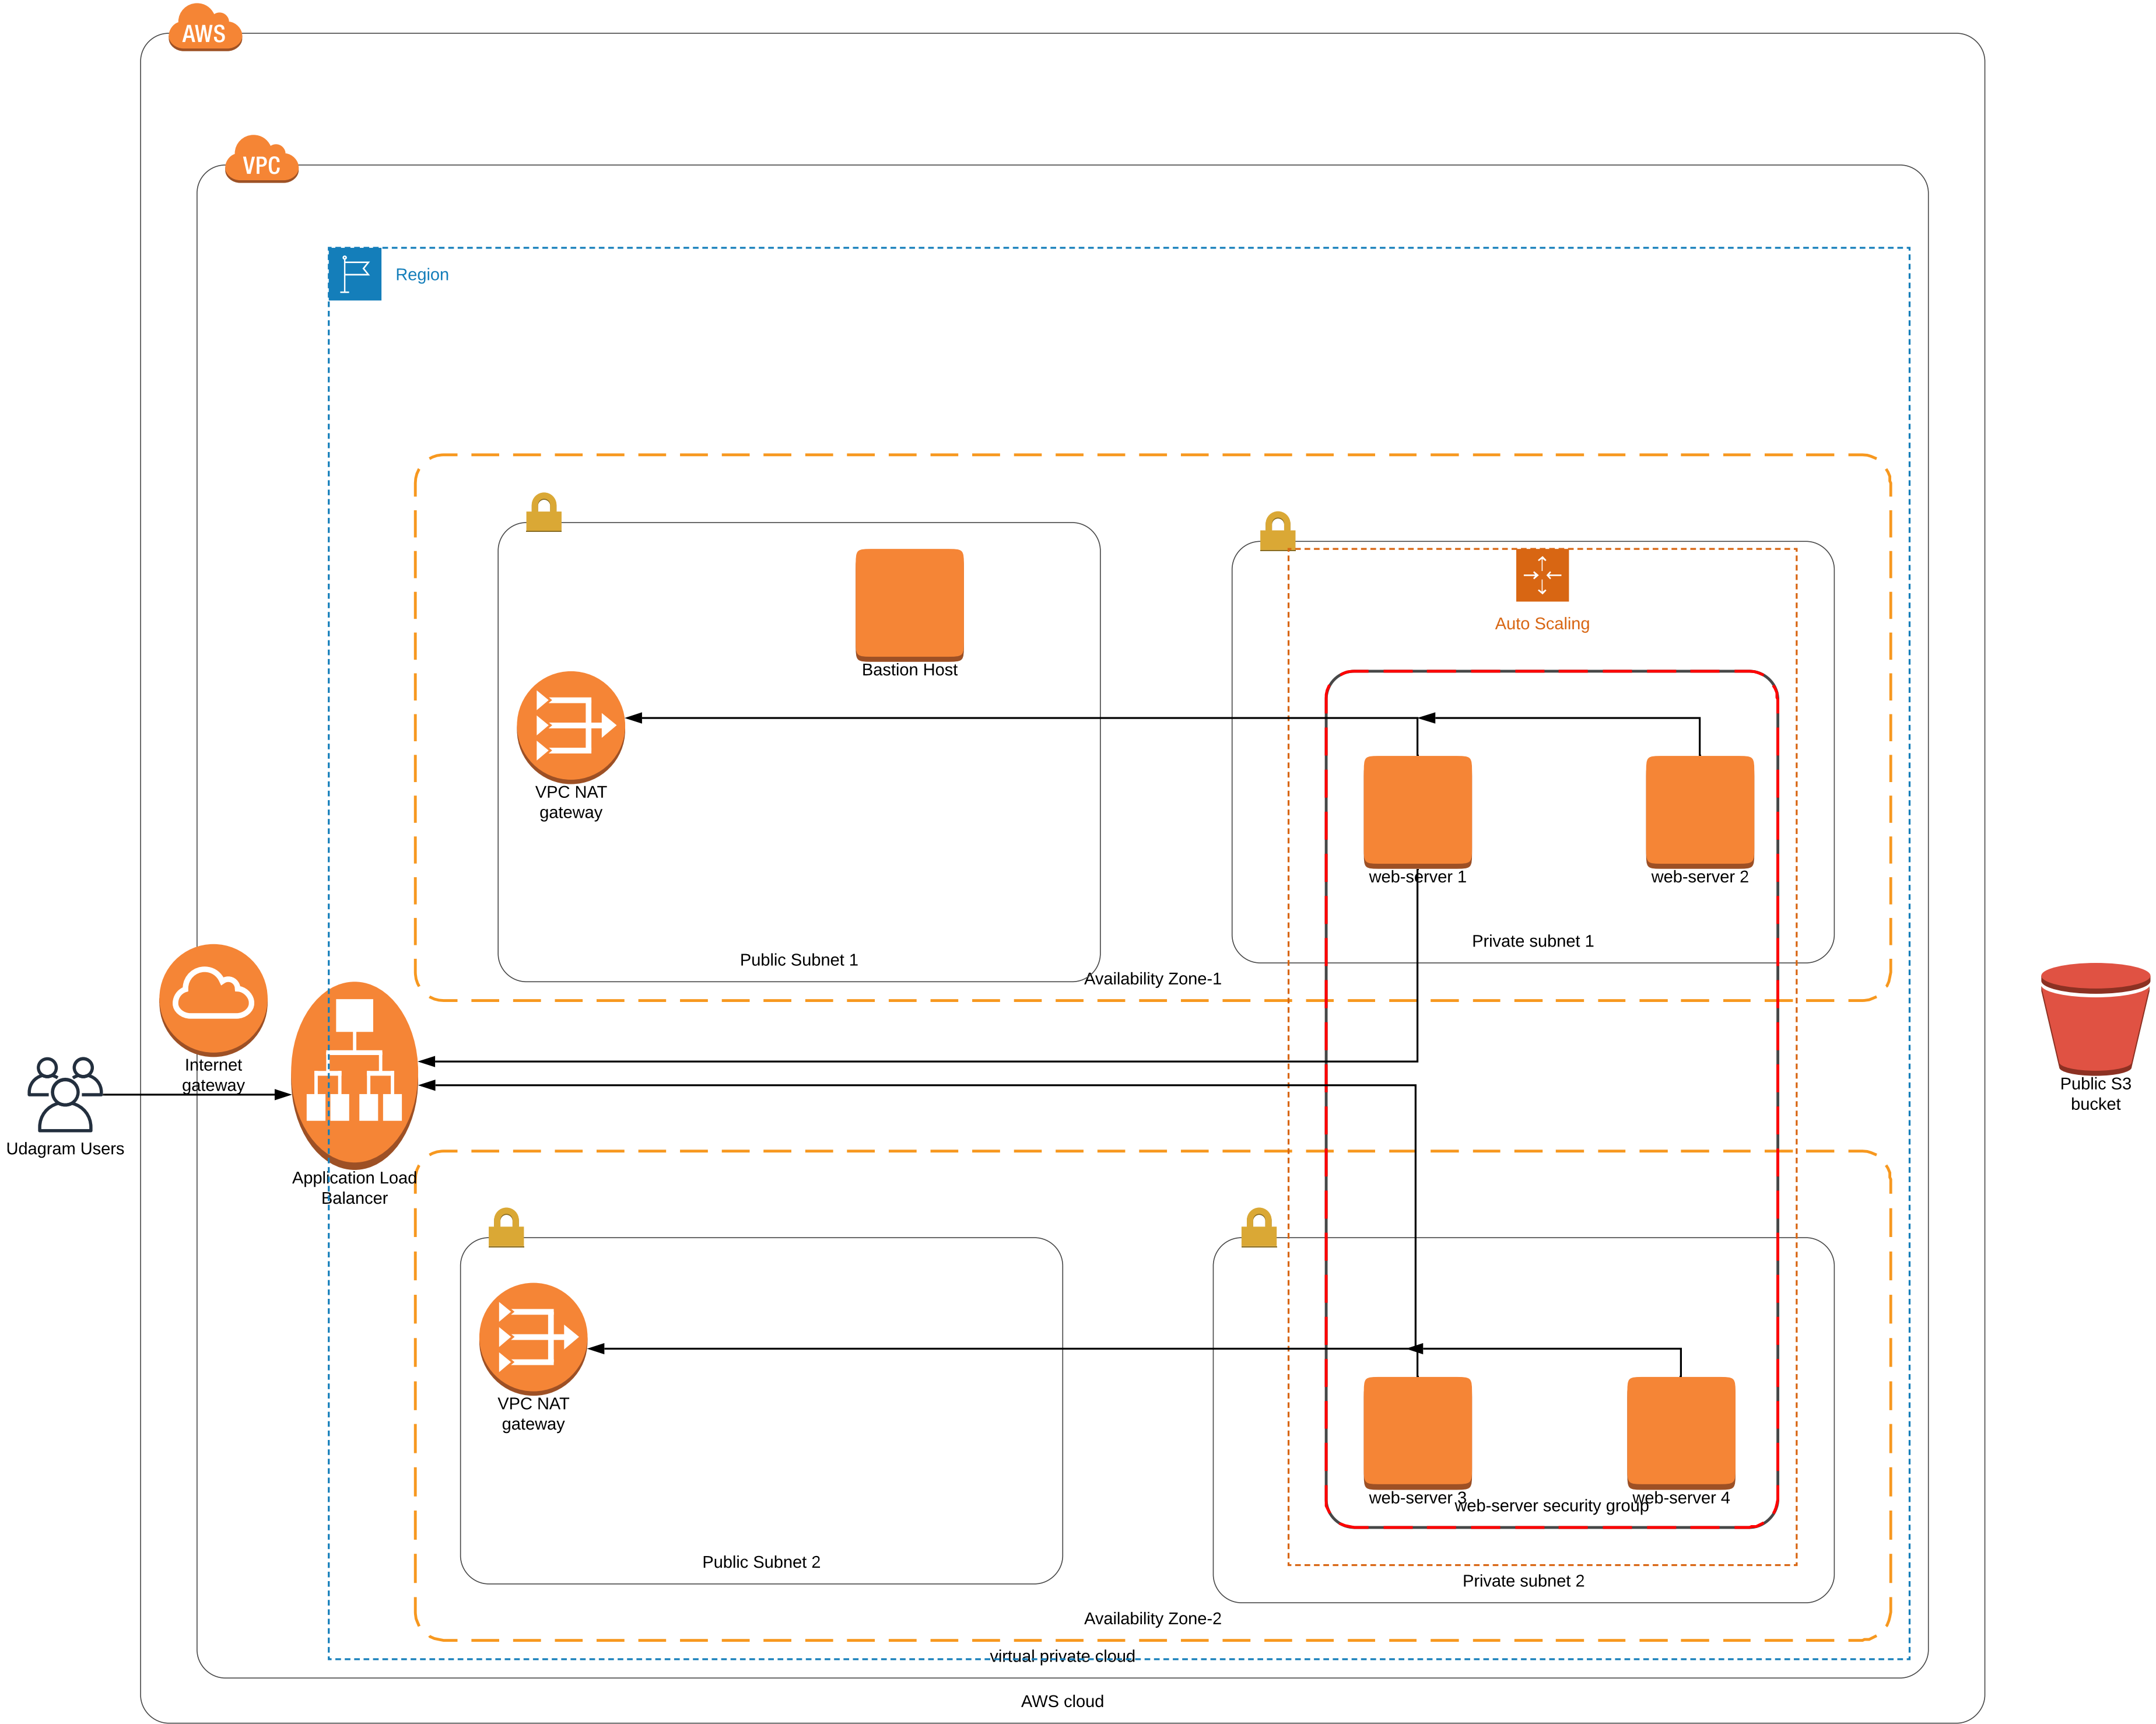 AWS
VPC
Region
Auto Scaling
Bastion Host
VPC NAT
gateway
web-server 1
web-server 2
Private subnet 1
Public Subnet 1
Availability Zone-1
Internet
gateway
Public S3
bucket
Udagram Users
Application Load
Balancer
VPC NAT
gateway
web-server 3
web-server 4
web-server security group
Public Subnet 2
Private subnet 2
Availability Zone-2
virtual private cloud
AWS cloud